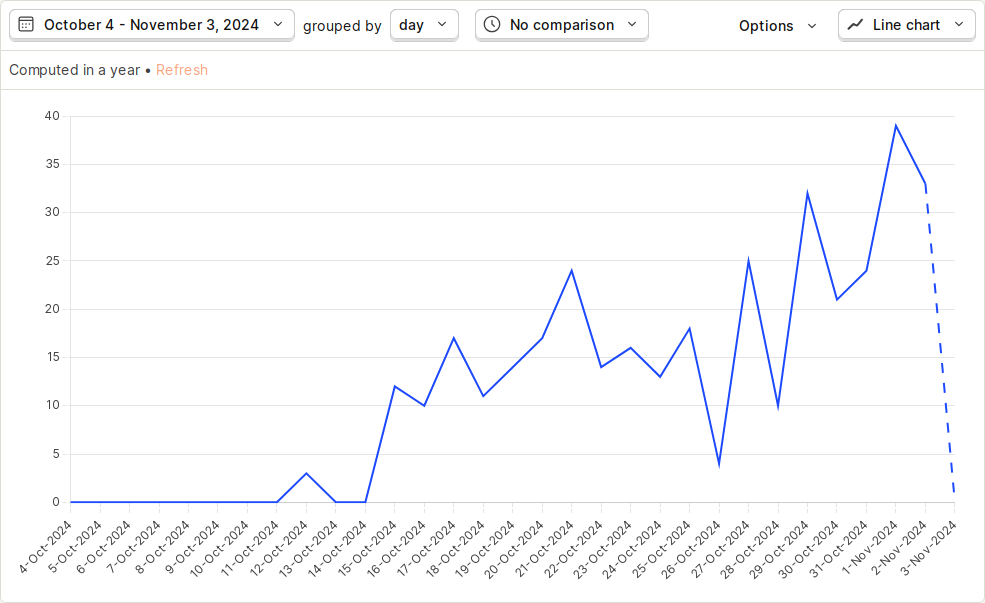 October 4 - November 3, 2024 grouped by day No comparison Options Line chart
Computed in a year • Refresh
40
35
30
25
20
15
10
5
0
4-Oct-2024
5-Oct-2024
6-Oct-2024
7-Oct-2024
8-Oct-2024
9-Oct-2024
10-Oct-2024
11-Oct-2024
12-Oct-2024
13-Oct-2024
14-Oct-2024
15-Oct-2024
16-Oct-2024
17-Oct-2024
18-Oct-2024
19-Oct-2024
20-Oct-2024
21-Oct-2024
22-Oct-2024
23-Oct-2024
24-Oct-2024
25-Oct-2024
26-Oct-2024
27-Oct-2024
28-Oct-2024
29-Oct-2024
30-Oct-2024
31-Oct-2024
1-Nov-2024
2-Nov-2024
3-Nov-2024